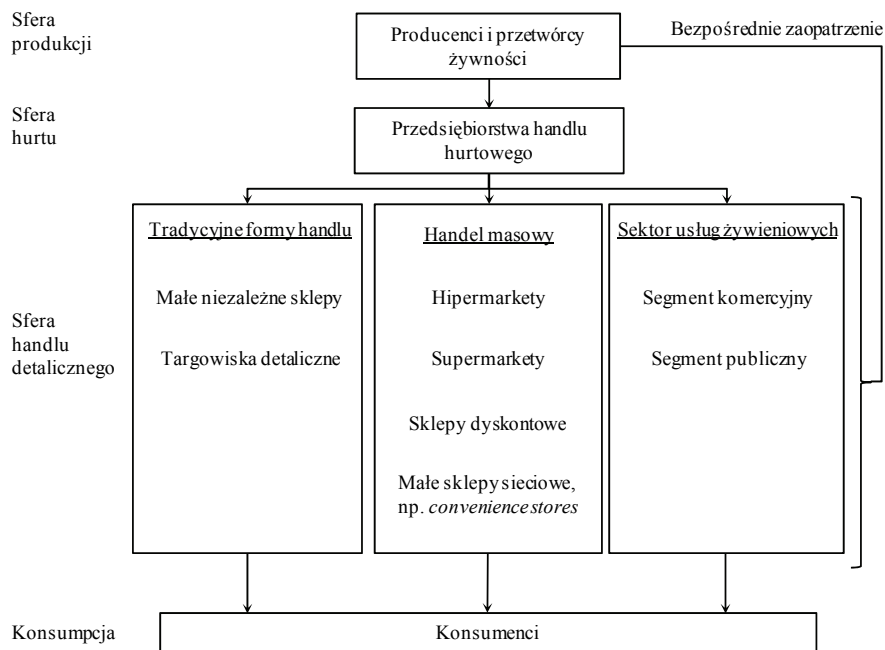 Sfera
produkcji
Producenci i przetwórcy
żywności
Bezpośrednie zaopatrzenie
Sfera
hurtu
Przedsiębiorstwa handlu
hurtowego
Tradycyjne formy handlu
Małe niezależne sklepy
Targowiska detaliczne
Handel masowy
Hipermarkety
Supermarkety
Sklepy dyskontowe
Małe sklepy sieciowe,
np. convenience stores
Sektor usług żywieniowych
Segment komercyjny
Segment publiczny
Sfera
handlu
detalicznego
Konsumpcja
Konsumenci